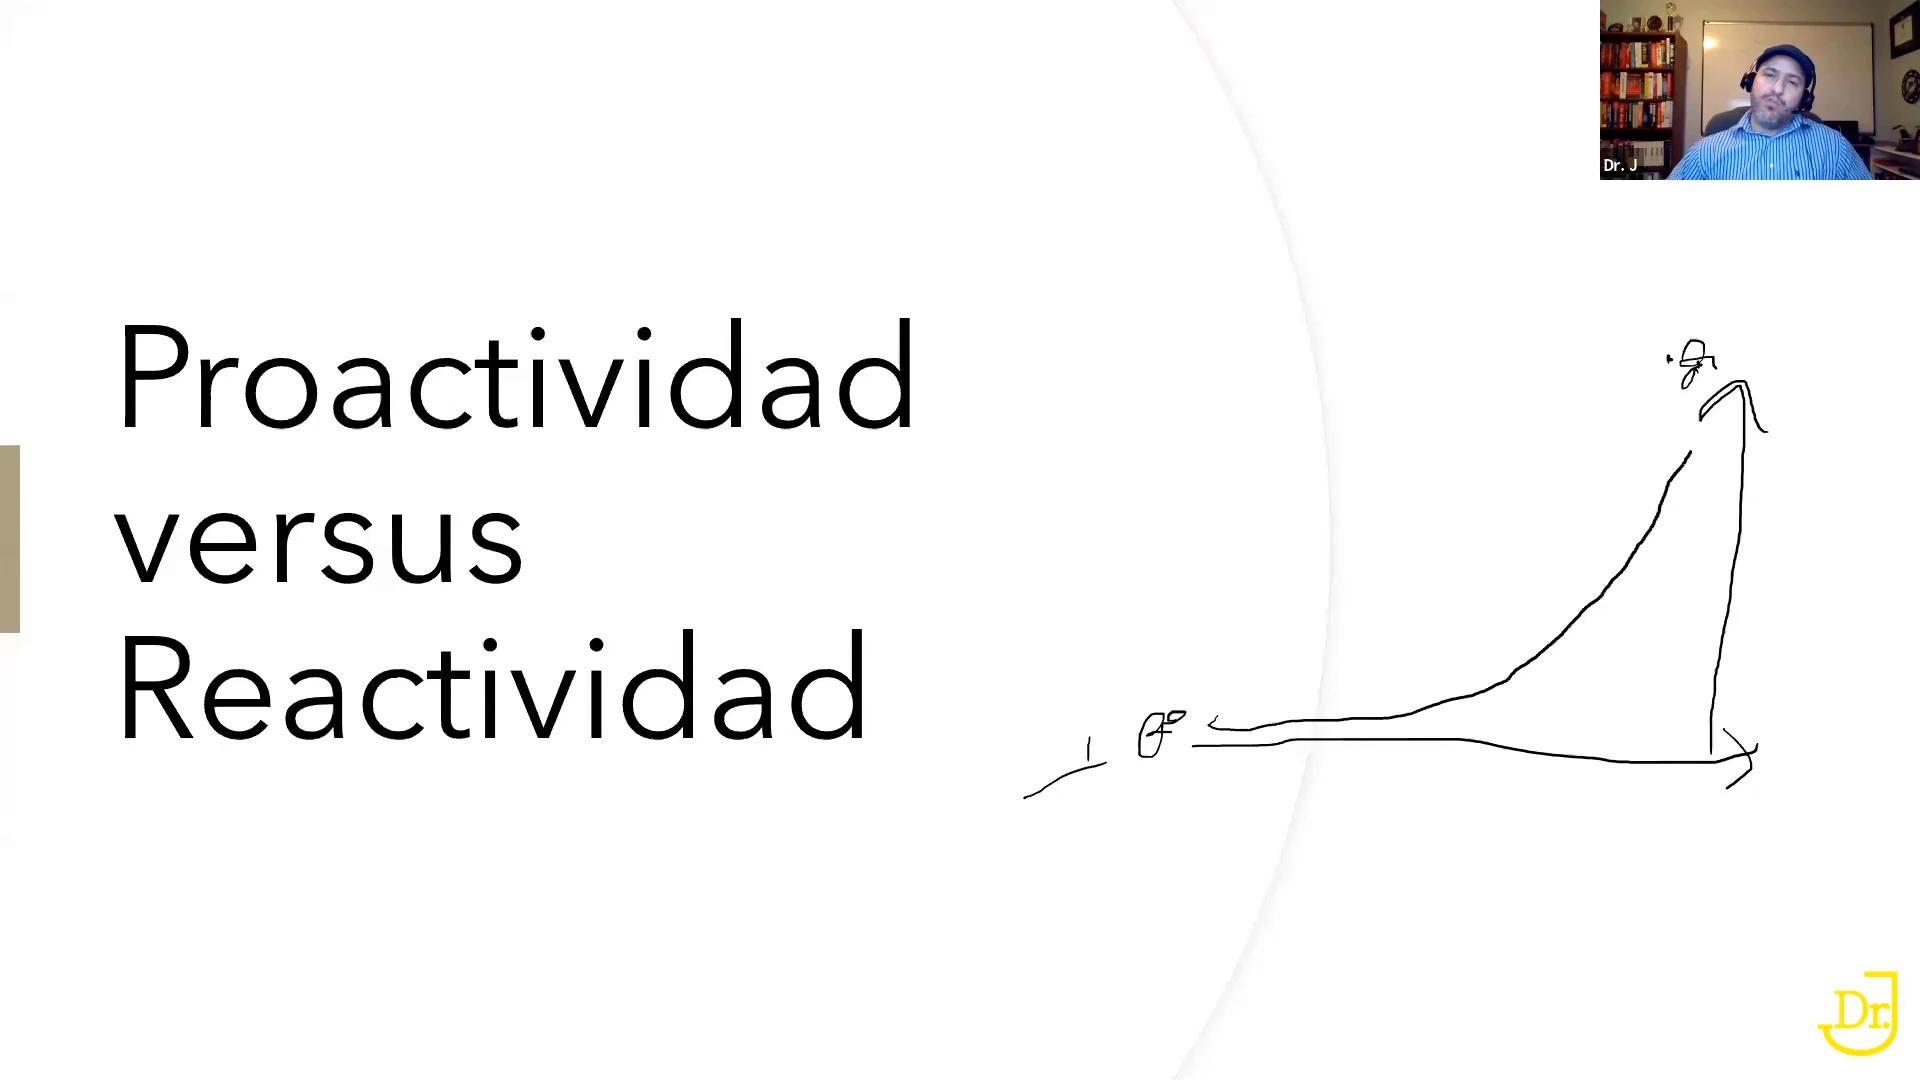 Dr. J
Proactividad
versus
Reactividad
Dr.J